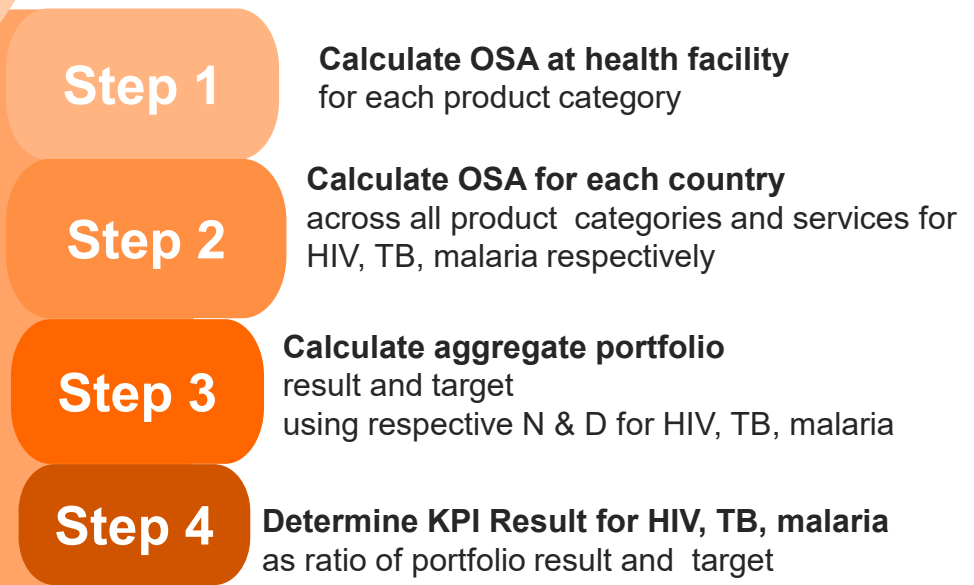 Step 1
Calculate OSA at health facility
for each product category
Step 2
Calculate OSA for each country
across all product categories and services for
HIV, TB, malaria respectively
Step 3
Calculate aggregate portfolio
result and target
using respective N & D for HIV, TB, malaria
Step 4
Determine KPI Result for HIV, TB, malaria
as ratio of portfolio result and target